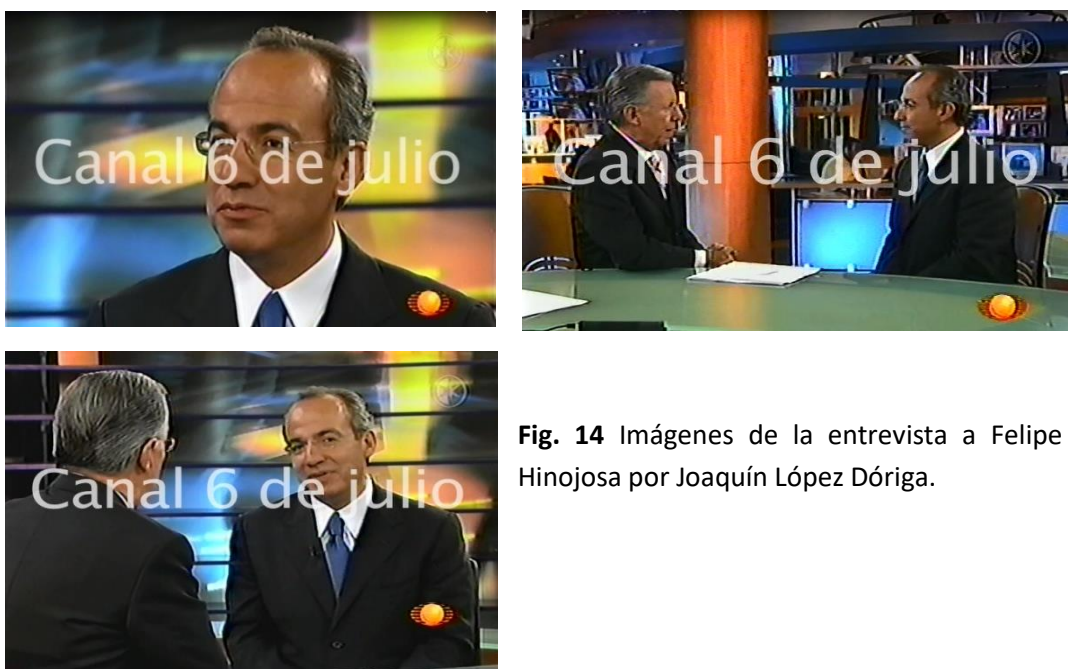 Canal 6 de julio
Canal 6 de julio
Canal 6 de julio
Fig. 14 Imágenes de la entrevista a Felipe
Hinojosa por Joaquín López Dóriga.